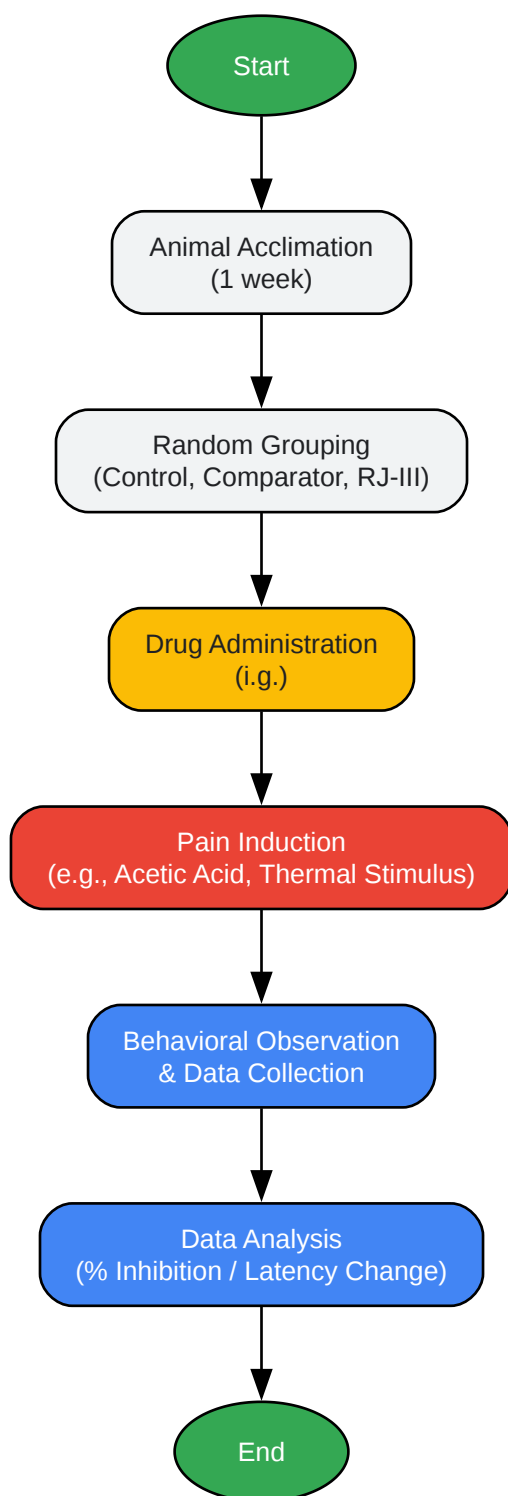 Start
Animal Acclimation
(1 week)
Random Grouping
(Control, Comparator, RJ-III)
Drug Administration
(i.g.)
Pain Induction
(e.g., Acetic Acid, Thermal Stimulus)
Behavioral Observation
& Data Collection
Data Analysis
(% Inhibition / Latency Change)
End